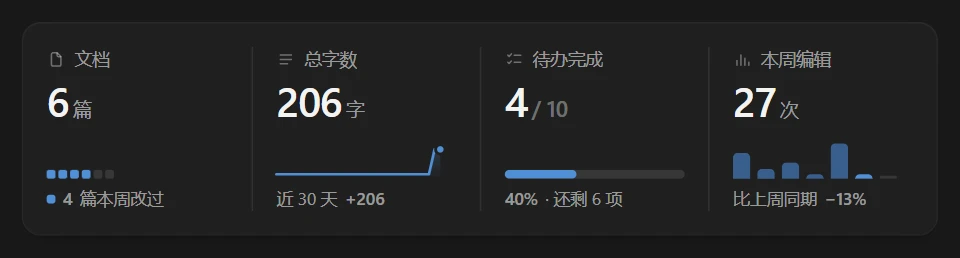 文档
6篇
4 篇本周改过
总字数
206字
近 30 天 +206
待办完成
4 / 10
40% · 还剩 6 项
本周编辑
27次
比上周同期 −13%